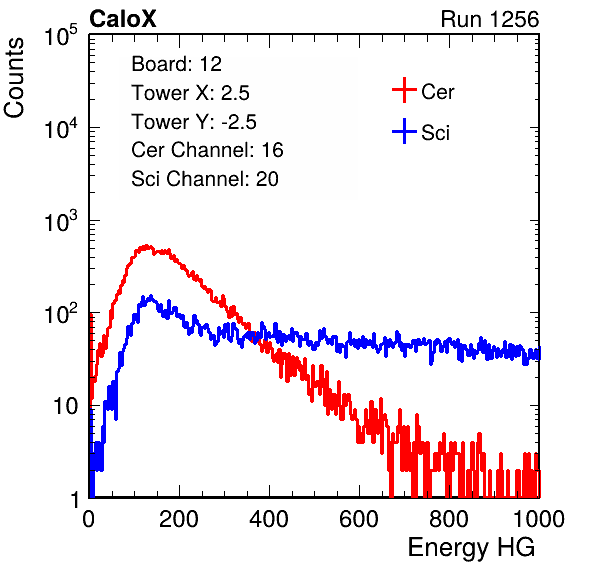 CaloX Run 1256
Counts
10^5
10^4
10^3
10^2
10
1
Board: 12
Tower X: 2.5
Tower Y: -2.5
Cer Channel: 16
Sci Channel: 20
Cer
Sci
0 200 400 600 800 1000
Energy HG